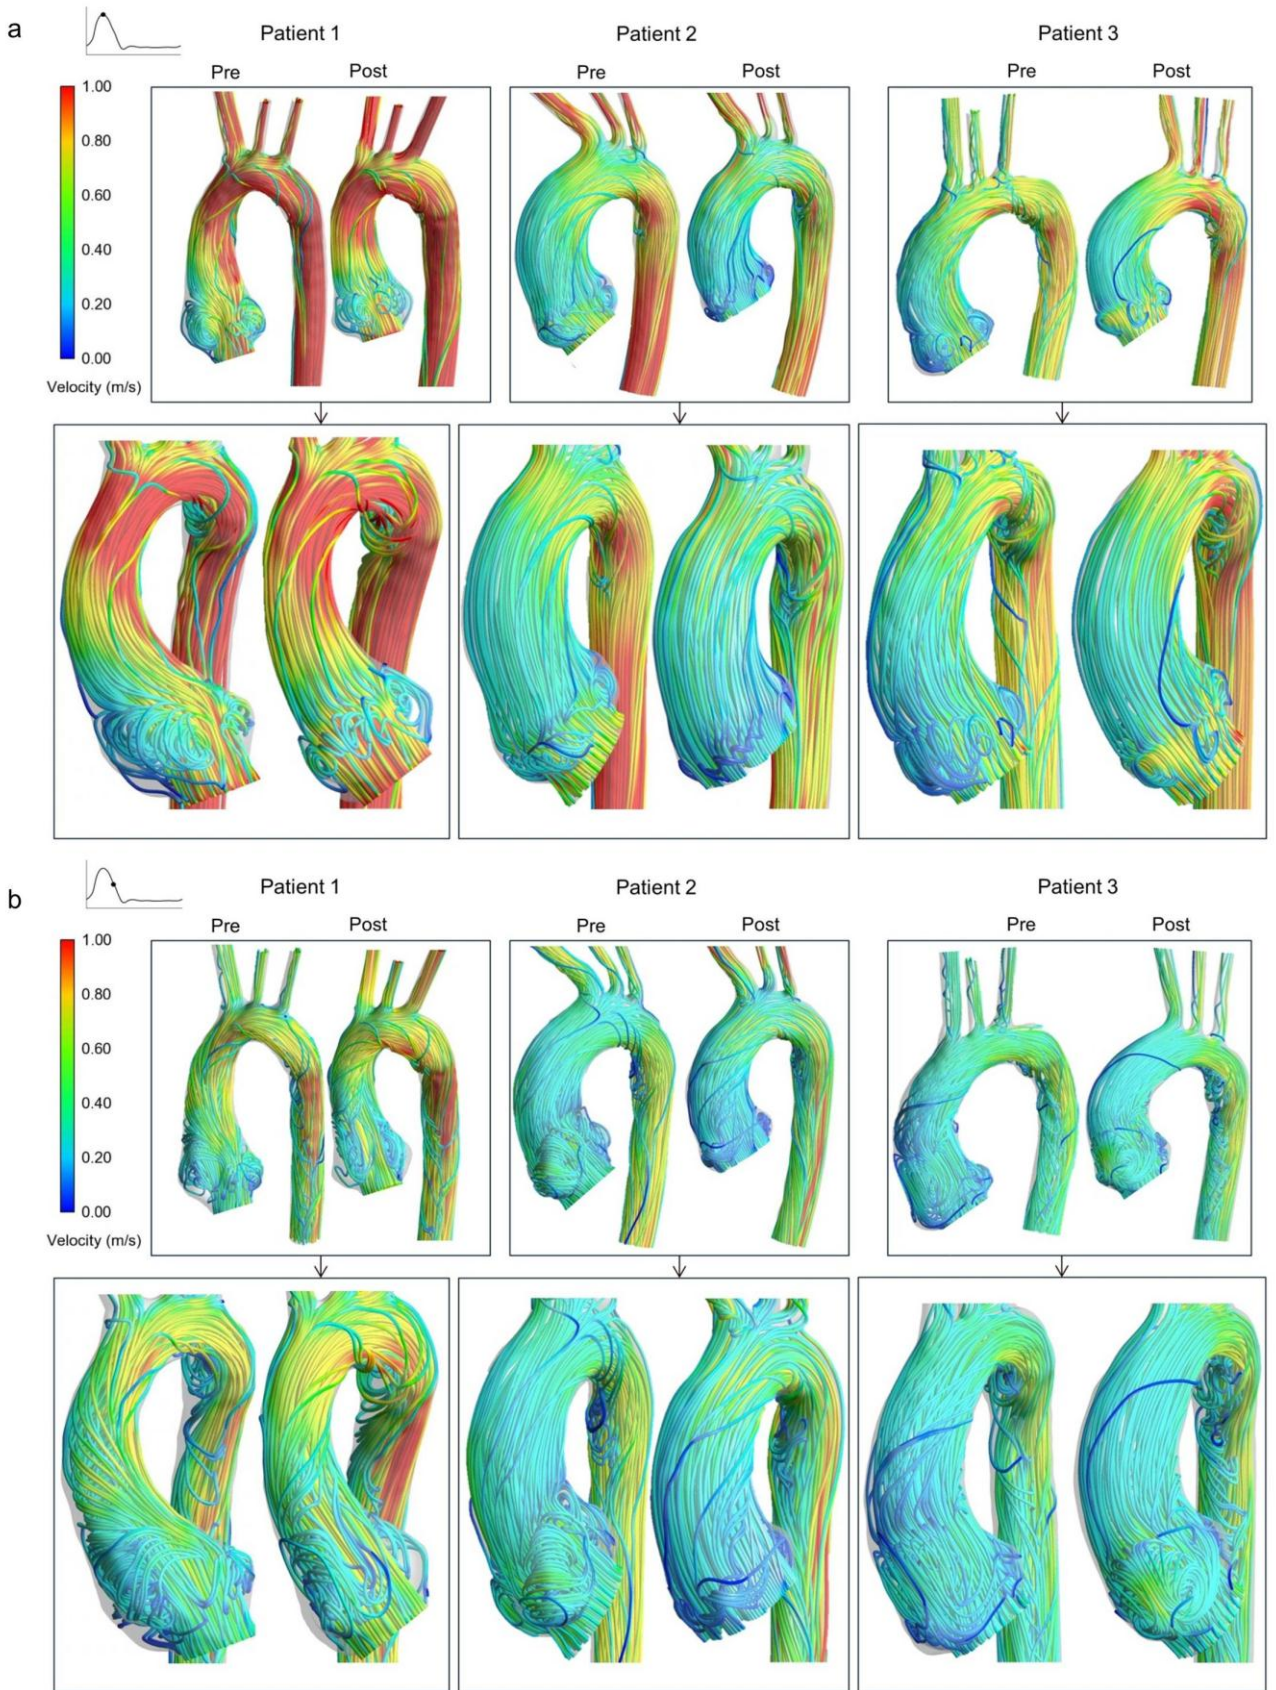 a
Patient 1 Patient 2 Patient 3
Pre Post Pre Post Pre Post
1.00
0.80
0.60
0.40
0.20
0.00
Velocity (m/s)
b
Patient 1 Patient 2 Patient 3
Pre Post Pre Post Pre Post
1.00
0.80
0.60
0.40
0.20
0.00
Velocity (m/s)